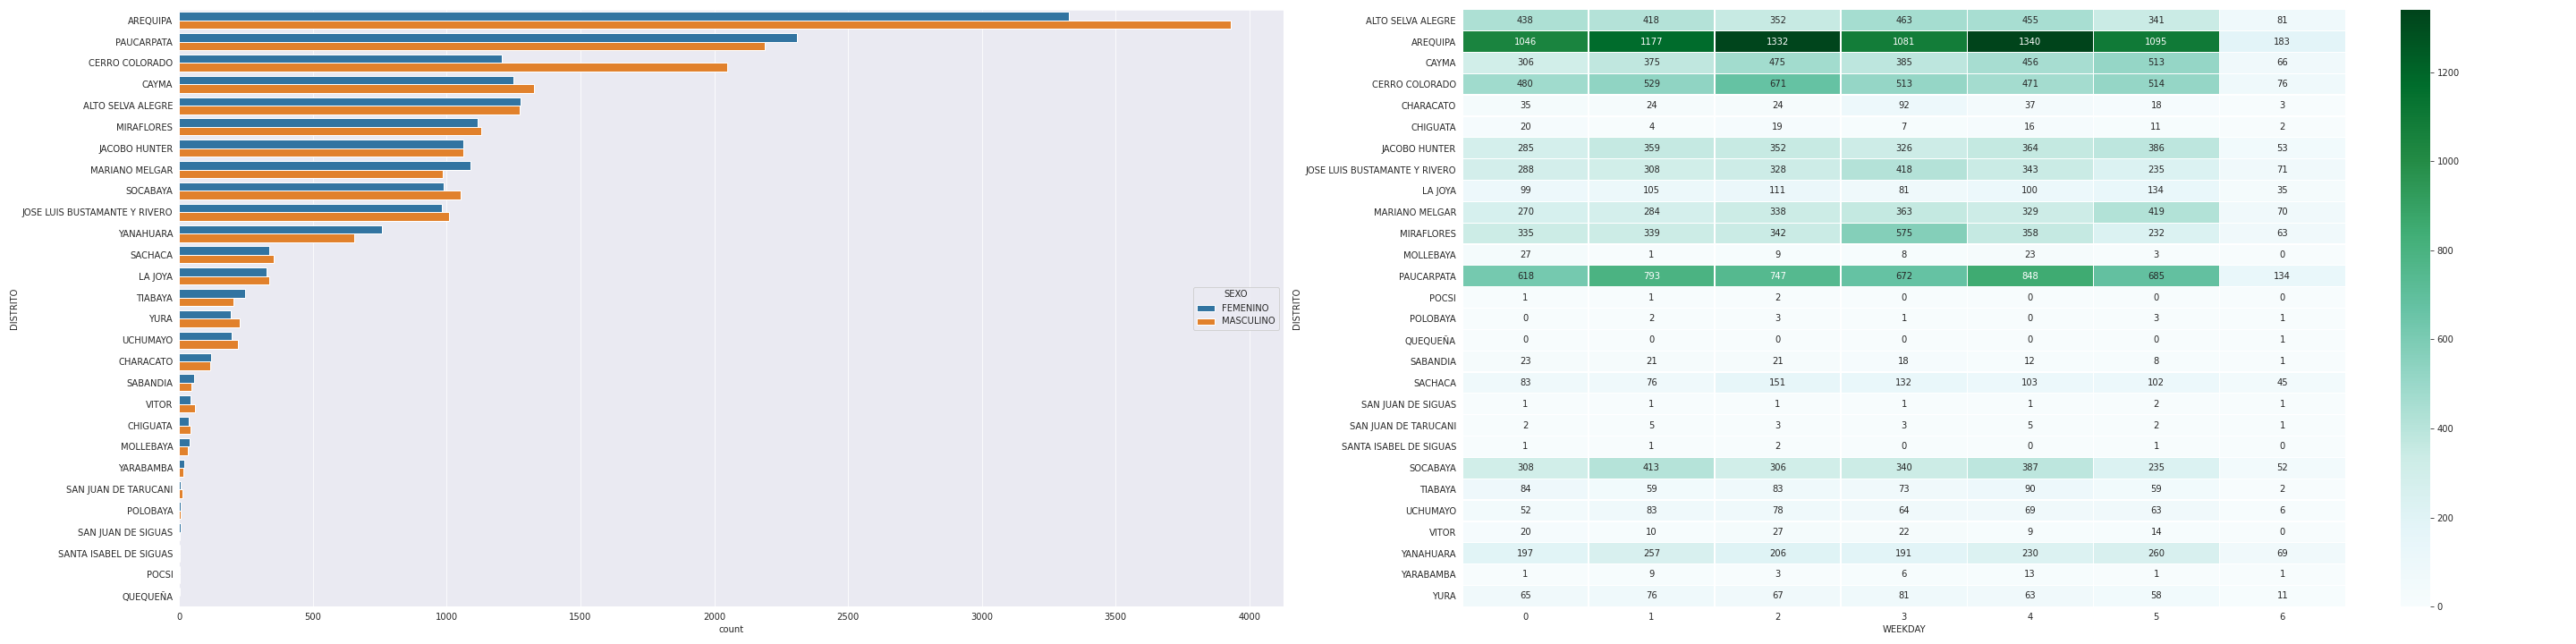 AREQUIPA
PAUCARPATA
CERRO COLORADO
CAYMA
ALTO SELVA ALEGRE
MIRAFLORES
JACOBO HUNTER
MARIANO MELGAR
SOCABAYA
JOSE LUIS BUSTAMANTE Y RIVERO
YANAHUARA
SACHACA
LA JOYA
TIABAYA
YURA
UCHUMAYO
CHARACATO
SABANDIA
VITOR
CHIGUATA
MOLLEBAYA
YARABAMBA
SAN JUAN DE TARUCANI
POLOBAYA
SAN JUAN DE SIGUAS
SANTA ISABEL DE SIGUAS
POCSI
QUEQUEÑA
DISTRITO
0 500 1000 1500 2000 2500 3000 3500 4000
count
SEXO
FEMENINO
MASCULINO
DISTRITO
ALTO SELVA ALEGRE 438 418 352 463 455 341 81
AREQUIPA 1046 1177 1332 1081 1340 1095 183
CAYMA 306 375 475 385 456 513 66
CERRO COLORADO 480 529 671 513 471 514 76
CHARACATO 35 24 24 92 37 18 3
CHIGUATA 20 4 19 7 16 11 2
JACOBO HUNTER 285 359 352 326 364 386 53
JOSE LUIS BUSTAMANTE Y RIVERO 288 308 328 418 343 235 71
LA JOYA 99 105 111 81 100 134 35
MARIANO MELGAR 270 284 338 363 329 419 70
MIRAFLORES 335 339 342 575 358 232 63
MOLLEBAYA 27 1 9 8 23 3 0
PAUCARPATA 618 793 747 672 848 685 134
POCSI 1 1 2 0 0 0 0
POLOBAYA 0 2 3 1 0 3 1
QUEQUEÑA 0 0 0 0 0 0 1
SABANDIA 23 21 21 18 12 8 1
SACHACA 83 76 151 132 103 102 45
SAN JUAN DE SIGUAS 1 1 1 1 1 2 1
SAN JUAN DE TARUCANI 2 5 3 3 5 2 1
SANTA ISABEL DE SIGUAS 1 1 2 0 0 1 0
SOCABAYA 308 413 306 340 387 235 52
TIABAYA 84 59 83 73 90 59 2
UCHUMAYO 52 83 78 64 69 63 6
VITOR 20 10 27 22 9 14 0
YANAHUARA 197 257 206 191 230 260 69
YARABAMBA 1 9 3 6 13 1 1
YURA 65 76 67 81 63 58 11
0 1 2 3 4 5 6
WEEKDAY
1200
1000
800
600
400
200
0